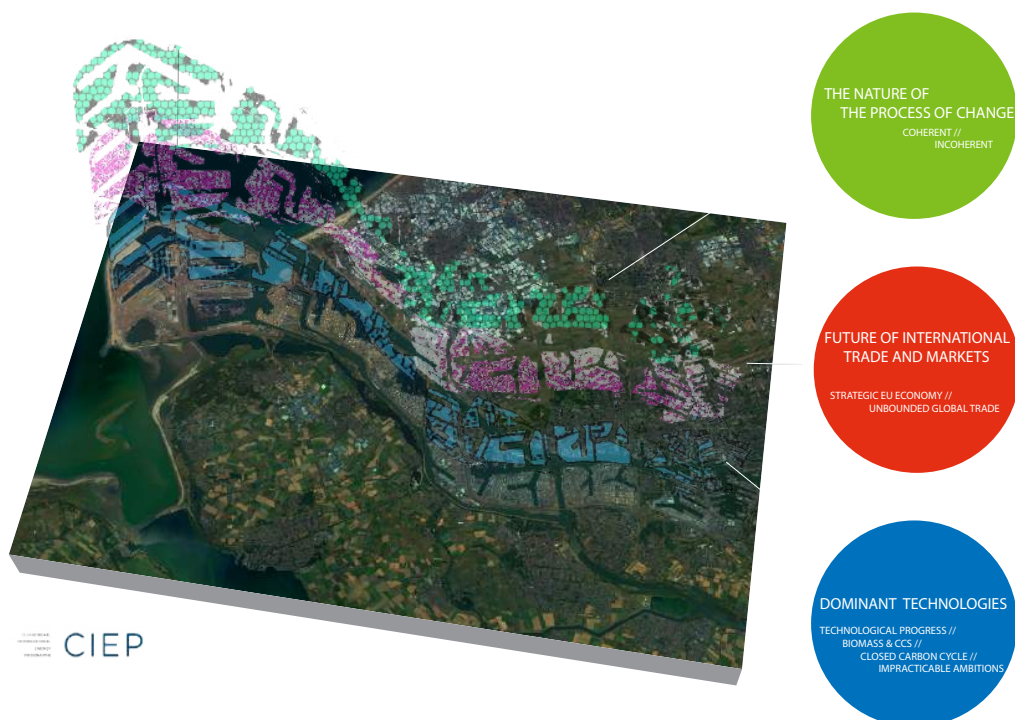 THE NATURE OF
THE PROCESS OF CHANGE
COHERENT //
INCOHERENT
FUTURE OF INTERNATIONAL
TRADE AND MARKETS
STRATEGIC EU ECONOMY //
UNBOUNDED GLOBAL TRADE
DOMINANT TECHNOLOGIES
TECHNOLOGICAL PROGRESS //
BIOMASS & CCS //
CLOSED CARBON CYCLE //
IMPRACTICABLE AMBITIONS
CIEP